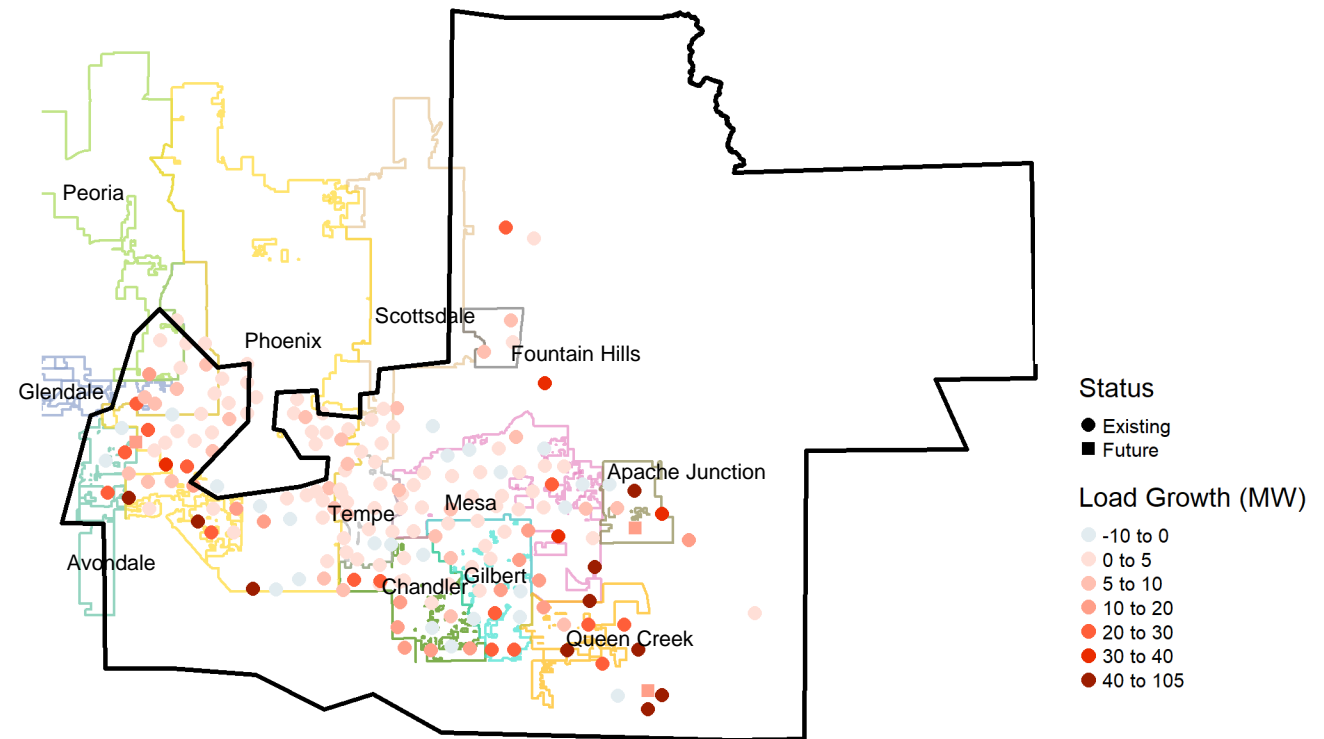 Peoria
Scottsdale
Phoenix
Fountain Hills
Glendale
Apache Junction
Mesa
Tempe
Avondale
Gilbert
Chandler
Queen Creek
Status
Existing
Future
Load Growth (MW)
-10 to 0
0 to 5
5 to 10
10 to 20
20 to 30
30 to 40
40 to 105